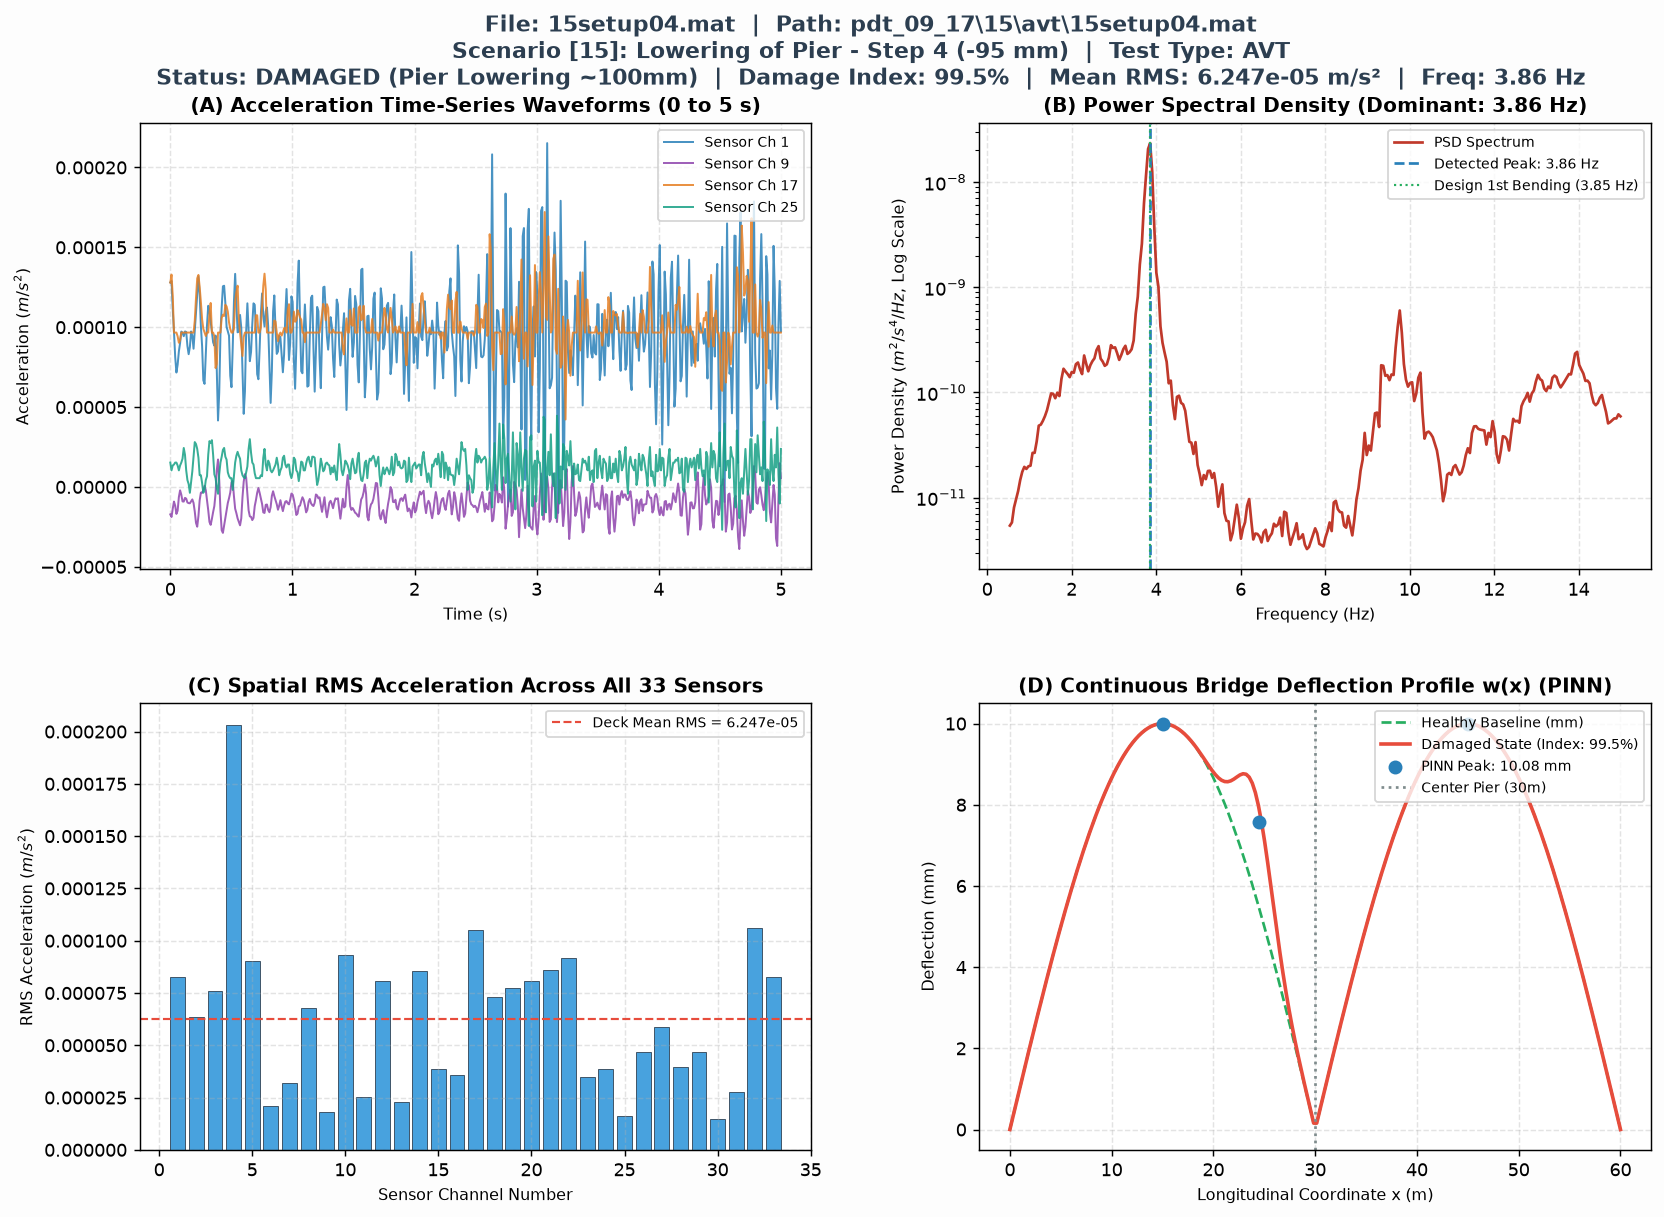 File: 15setup04.mat | Path: pdt_09_17\15\avt\15setup04.mat
Scenario [15]: Lowering of Pier - Step 4 (-95 mm) | Test Type: AVT
Status: DAMAGED (Pier Lowering ~100mm) | Damage Index: 99.5% | Mean RMS: 6.247e-05 m/s² | Freq: 3.86 Hz
(A) Acceleration Time-Series Waveforms (0 to 5 s)
Sensor Ch 1
Sensor Ch 9
Sensor Ch 17
Sensor Ch 25
Acceleration (m/s²)
0.00020
0.00015
0.00010
0.00005
0.00000
−0.00005
0 1 2 3 4 5
Time (s)
(B) Power Spectral Density (Dominant: 3.86 Hz)
PSD Spectrum
Detected Peak: 3.86 Hz
Design 1st Bending (3.85 Hz)
Power Density (m²/s⁴/Hz, Log Scale)
10⁻⁸
10⁻⁹
10⁻¹⁰
10⁻¹¹
0 2 4 6 8 10 12 14
Frequency (Hz)
(C) Spatial RMS Acceleration Across All 33 Sensors
Deck Mean RMS = 6.247e-05
RMS Acceleration (m/s²)
0.000200
0.000175
0.000150
0.000125
0.000100
0.000075
0.000050
0.000025
0.000000
0 5 10 15 20 25 30 35
Sensor Channel Number
(D) Continuous Bridge Deflection Profile w(x) (PINN)
Healthy Baseline (mm)
Damaged State (Index: 99.5%)
PINN Peak: 10.08 mm
Center Pier (30m)
Deflection (mm)
10
8
6
4
2
0
0 10 20 30 40 50 60
Longitudinal Coordinate x (m)